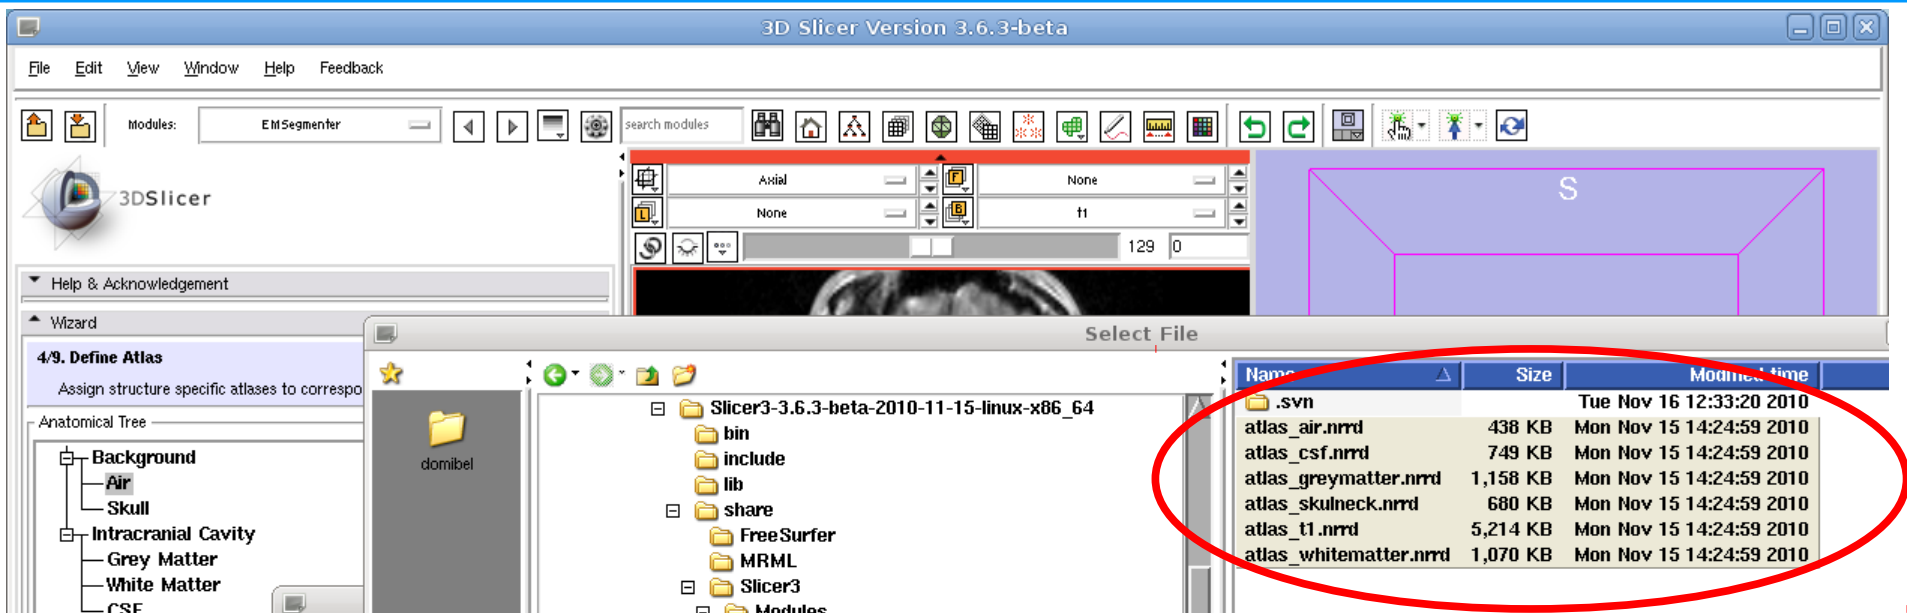 3D Slicer Version 3.6.3-beta
File Edit View Window Help Feedback
Modules: EMSegmenter search modules
3DSlicer
Axial None
None t1
129 0
S
Help & Acknowledgement
Wizard
Select File
4/9. Define Atlas
Assign structure specific atlases to correspo
Anatomical Tree
Background
Air
Skull
Intracranial Cavity
Grey Matter
White Matter
CSF
domibel
Slicer3-3.6.3-beta-2010-11-15-linux-x86_64
bin
include
lib
share
FreeSurfer
MRML
Slicer3
Modules
Name Size Modified time
.svn Tue Nov 16 12:33:20 2010
atlas_air.nrrd 438 KB Mon Nov 15 14:24:59 2010
atlas_csf.nrrd 749 KB Mon Nov 15 14:24:59 2010
atlas_greymatter.nrrd 1,158 KB Mon Nov 15 14:24:59 2010
atlas_skulneck.nrrd 680 KB Mon Nov 15 14:24:59 2010
atlas_t1.nrrd 5,214 KB Mon Nov 15 14:24:59 2010
atlas_whitematter.nrrd 1,070 KB Mon Nov 15 14:24:59 2010